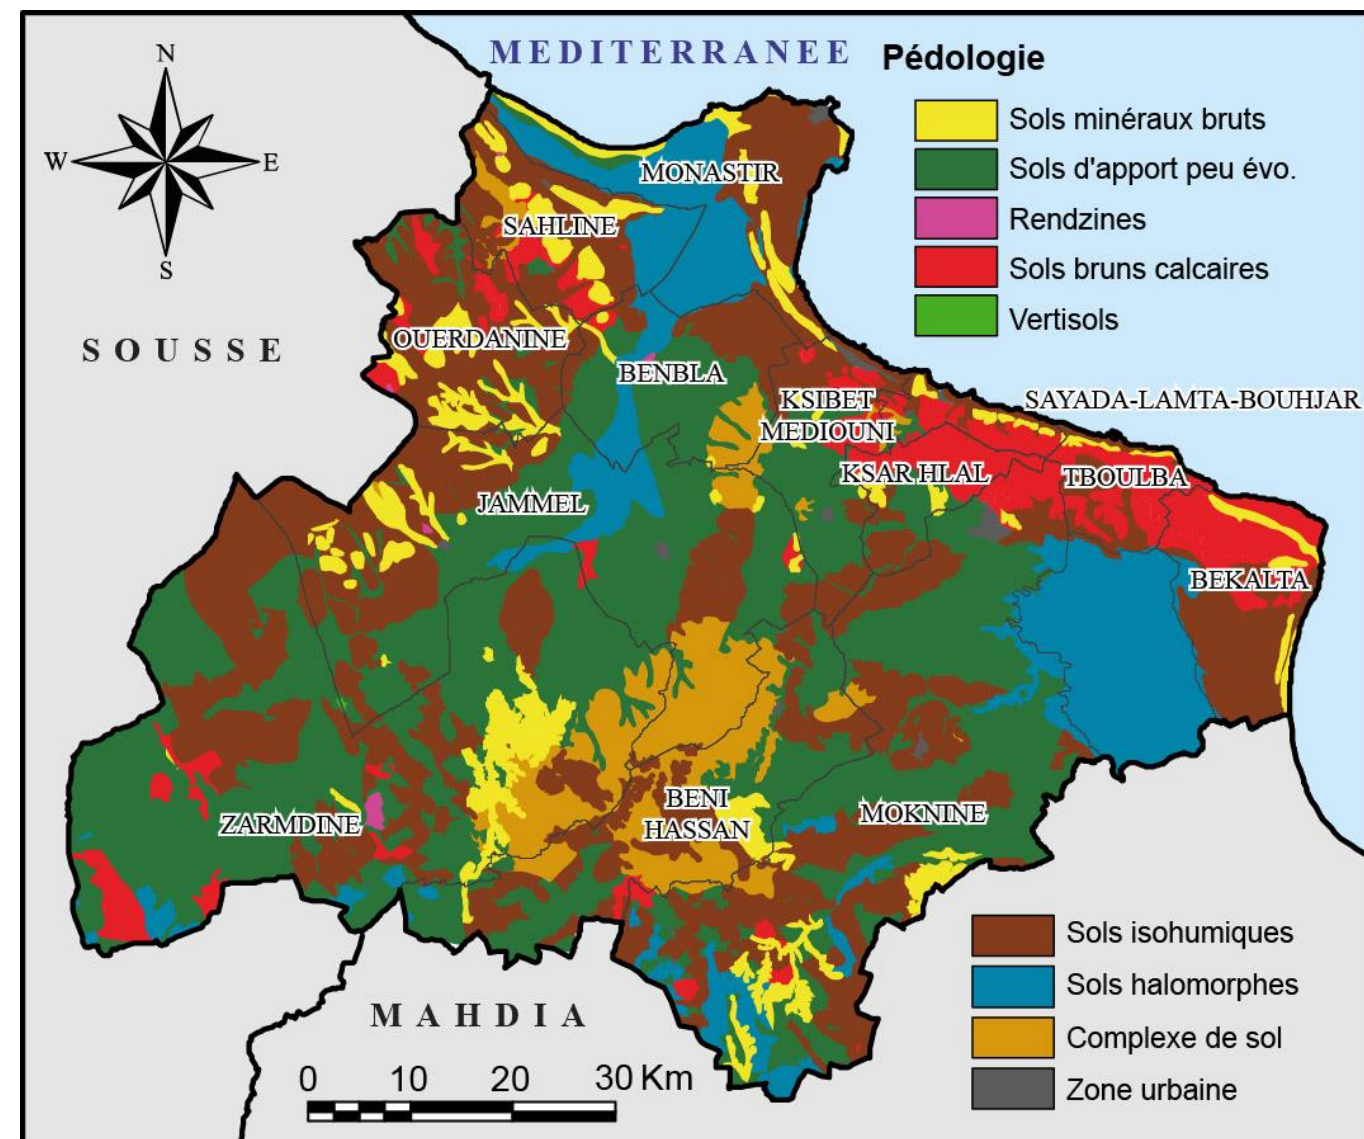 MEDITERRANEE
Pédologie
N
W
E
S
Sols minéraux bruts
Sols d'apport peu évo.
Rendzines
Sols bruns calcaires
Vertisols
MONASTIR
SAHLINE
SOUSSE
OUERDANINE
BENBLA
KSIBET
MEDIOUNI
SAYADA-LAMTA-BOUHJAR
KSAR HLAL
TBOULBA
JAMMEL
BEKALTA
ZARMDINE
BENI
HASSAN
MOKNINE
MAHDIA
0 10 20 30 Km
Sols isohumiques
Sols halomorphes
Complexe de sol
Zone urbaine